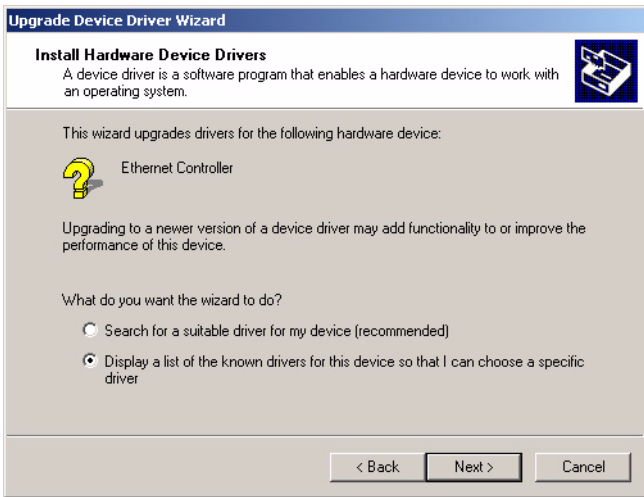 Upgrade Device Driver Wizard
Install Hardware Device Drivers
A device driver is a software program that enables a hardware device to work with
an operating system.
This wizard upgrades drivers for the following hardware device:
Ethernet Controller
Upgrading to a newer version of a device driver may add functionality to or improve the
performance of this device.
What do you want the wizard to do?
Search for a suitable driver for my device (recommended)
Display a list of the known drivers for this device so that I can choose a specific
driver
< Back Next > Cancel